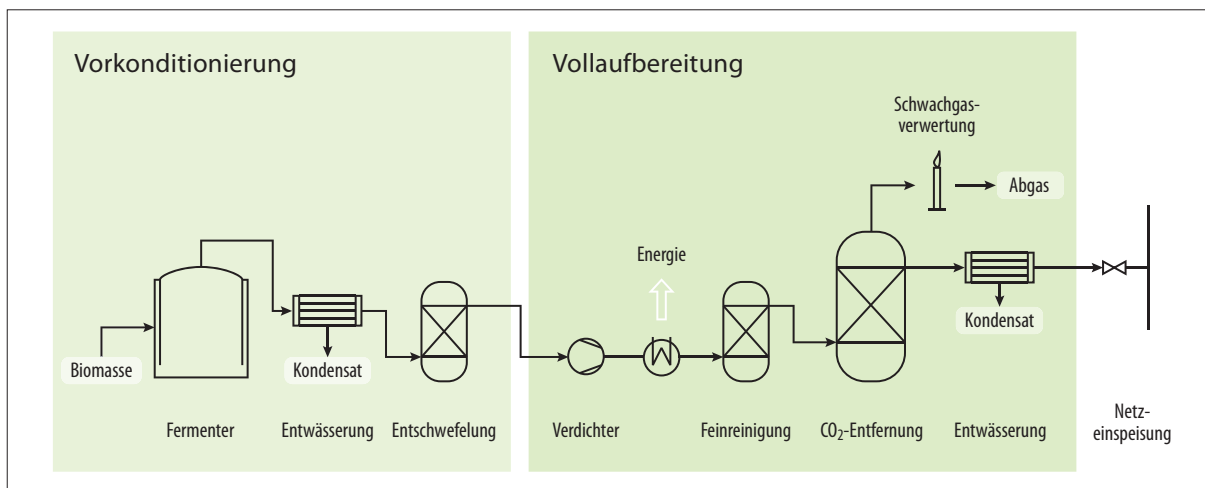 Vorkonditionierung
Vollaufbereitung
Schwachgas-
verwertung
Abgas
Energie
Biomasse
Kondensat
Kondensat
Fermenter
Entwässerung
Entschwefelung
Verdichter
Feinreinigung
CO₂-Entfernung
Entwässerung
Netz-
einspeisung